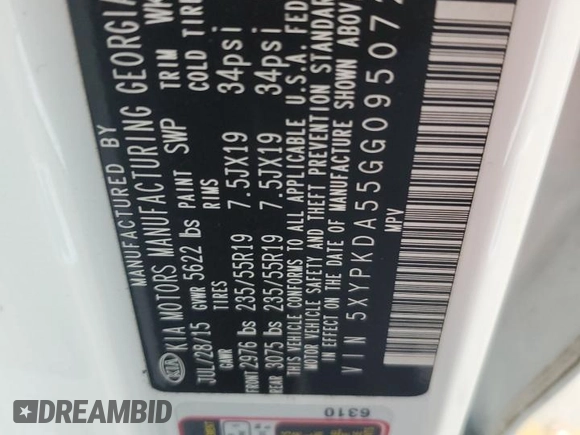 MANUFACTURED BY
KIA KIA MOTORS MANUFACTURING GEORGIA
JUL/28/15 GVWR 5622 lbs PAINT SWP TRIM
GAWR TIRES RIMS COLD TIRE
FRONT 2976 lbs 235/55R19 7.5JX19 34psi
REAR 3075 lbs 235/55R19 7.5JX19 34psi
THIS VEHICLE CONFORMS TO ALL APPLICABLE U.S.A. FED
MOTOR VEHICLE SAFETY AND THEFT PREVENTION STANDAR
IN EFFECT ON THE DATE OF MANUFACTURE SHOWN ABOV
VIN 5XYPKDA55GG095072
MPV
6310
DREAMBID